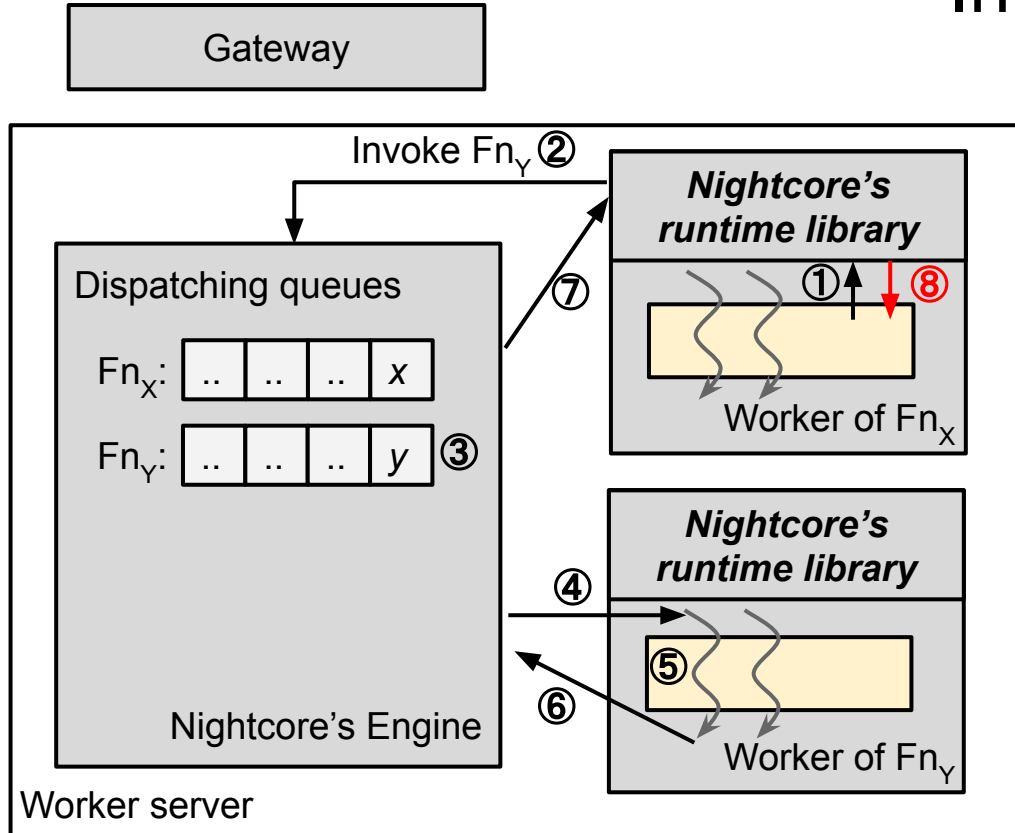 Gateway
Invoke FnY ②
Nightcore's
runtime library
① ⑧
Worker of FnX
⑦
Dispatching queues
FnX: .. .. .. x
FnY: .. .. .. y ③
Nightcore's
runtime library
④
⑤
⑥
Worker of FnY
Nightcore's Engine
Worker server